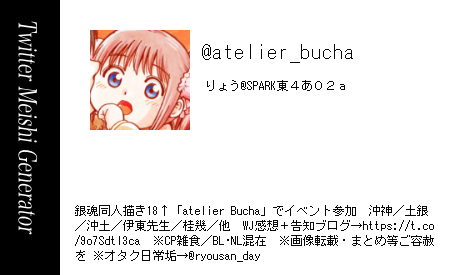 Twitter Meishi Generator
@atelier_bucha
りょう@SPARK東４あ０２ａ
銀魂同人描き18↑「atelier Bucha」でイベント参加　沖神／土銀
／沖土／伊東先生／桂幾／他　WJ感想＋告知ブログ→https://t.co
/9o7Sdtl3ca　※CP雑食／BL･NL混在　※画像転載・まとめ等ご容赦
を ※オタク日常垢→@ryousan_day